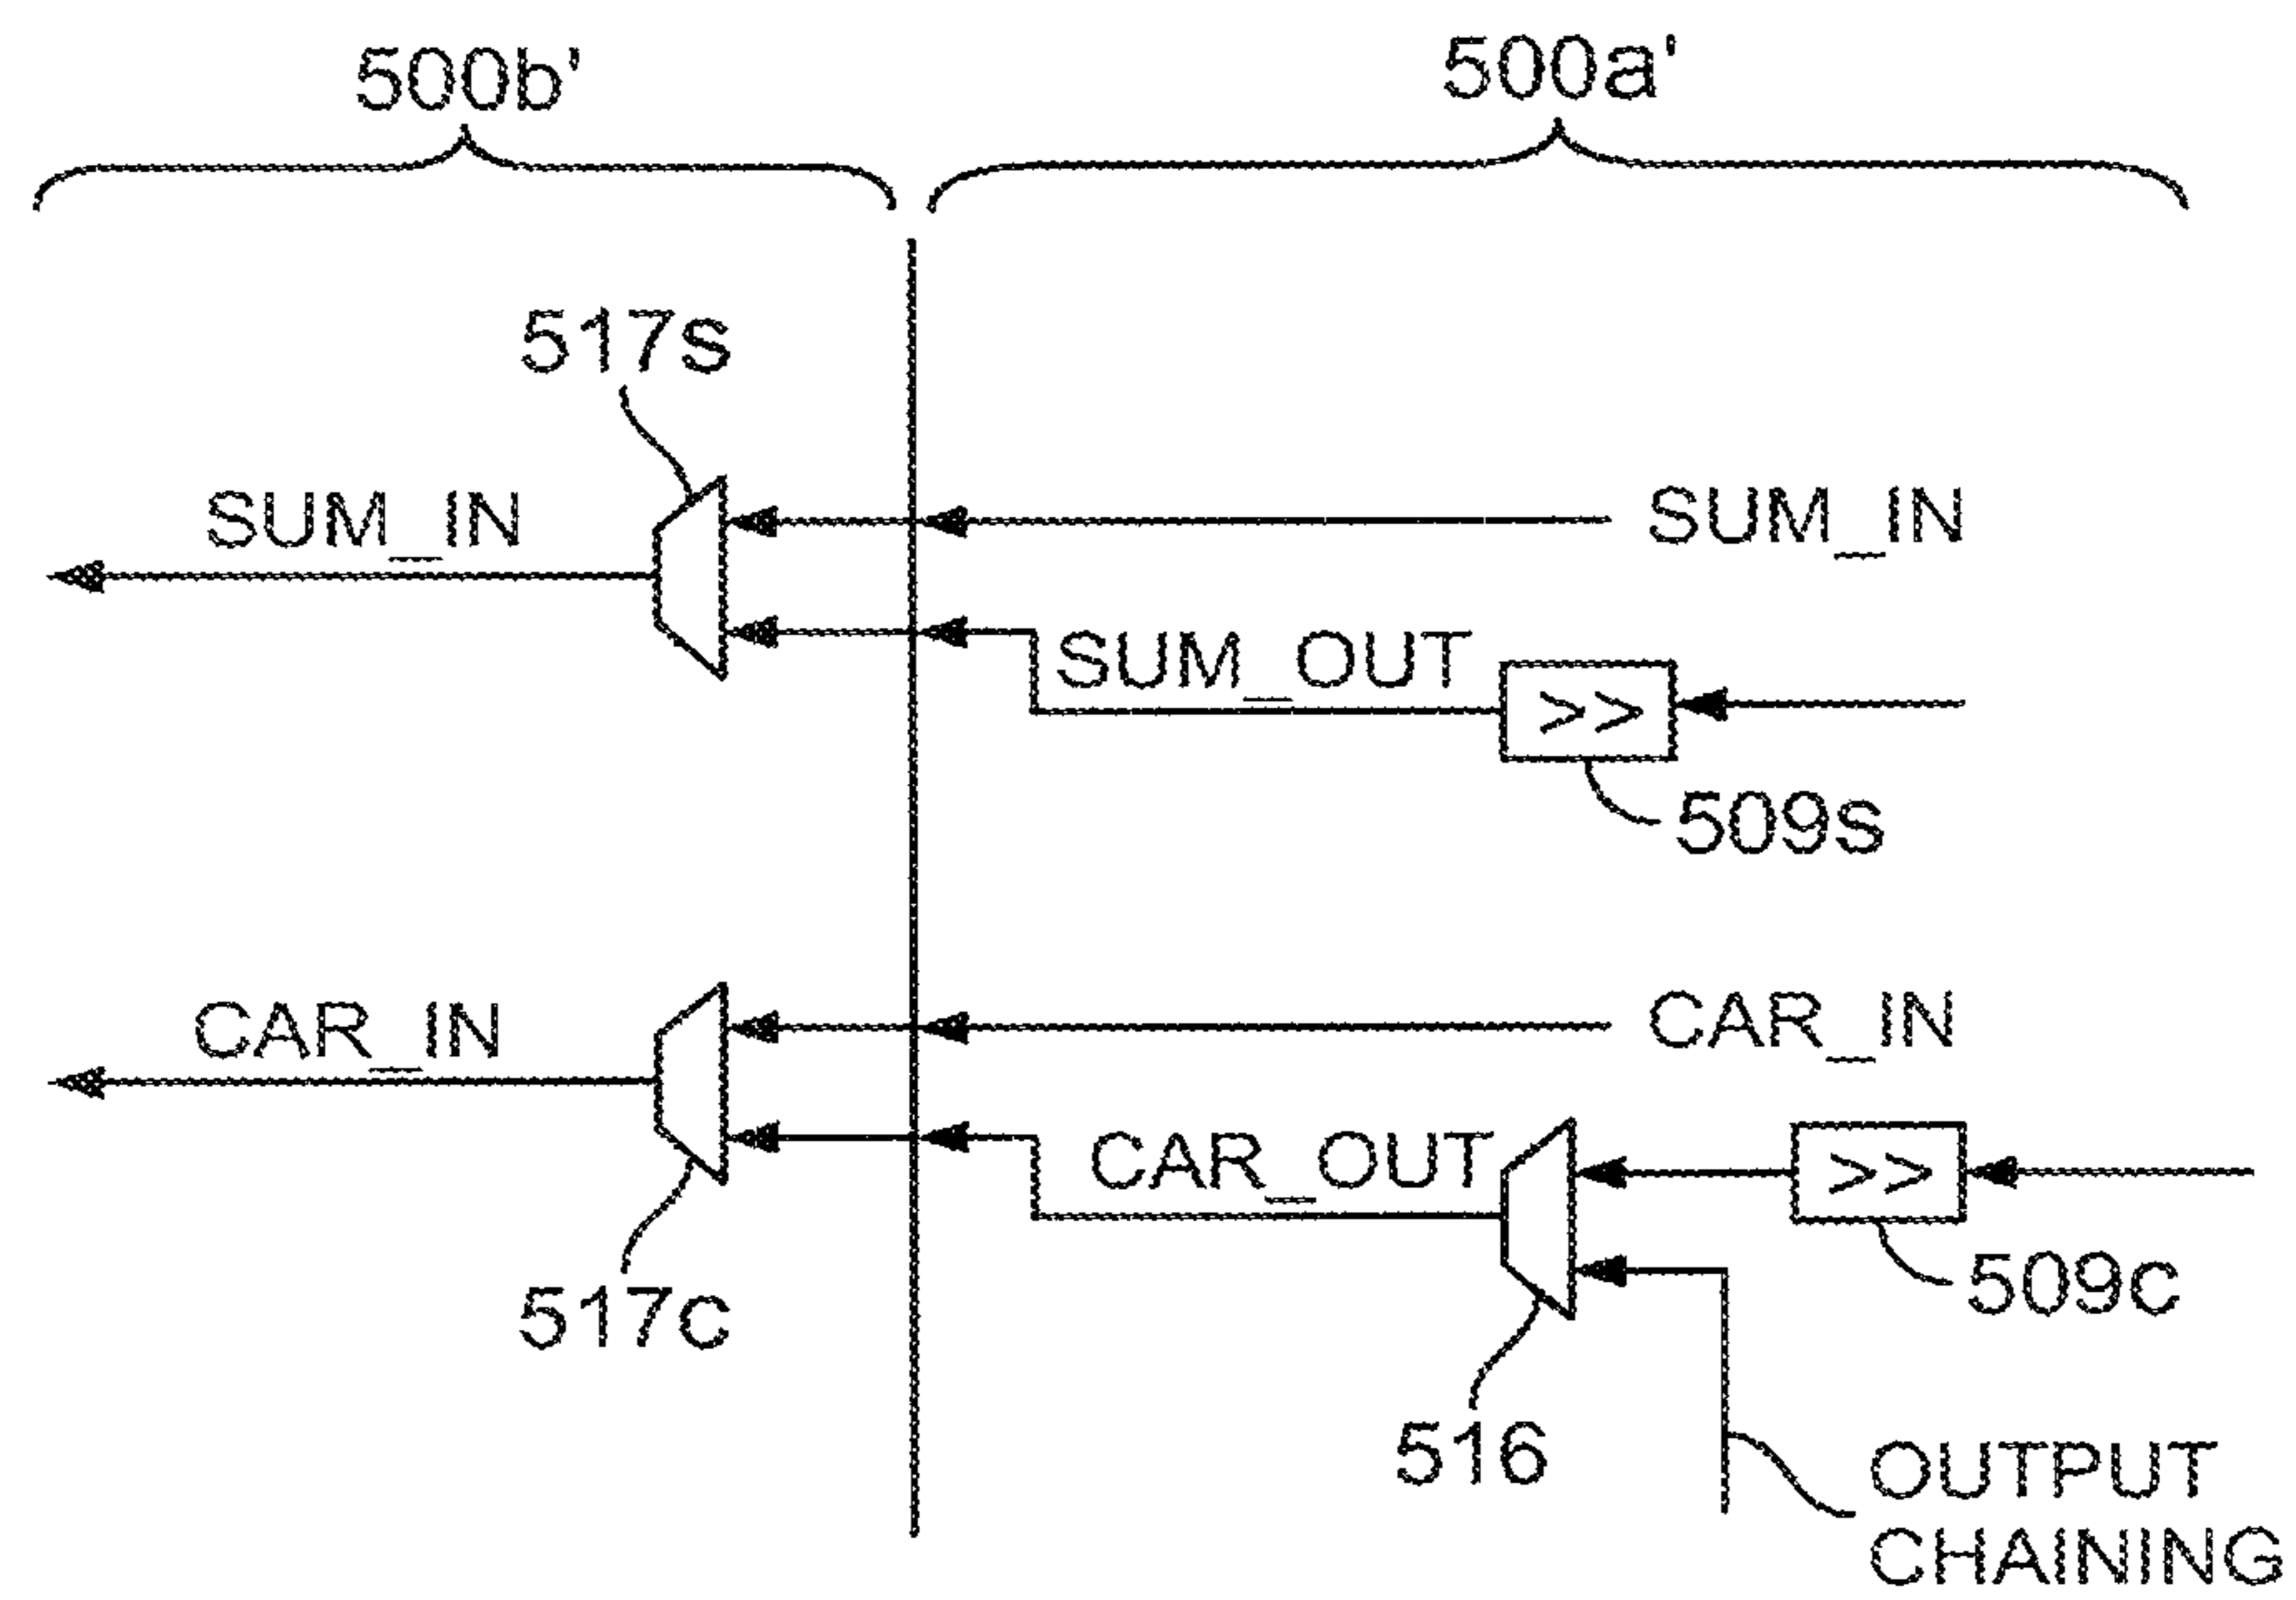 500b'
500a'
517s
SUM_IN
SUM_IN
SUM_OUT
>>
509s
CAR_IN
CAR_IN
CAR_OUT
>>
509c
517c
516
OUTPUT
CHAINING